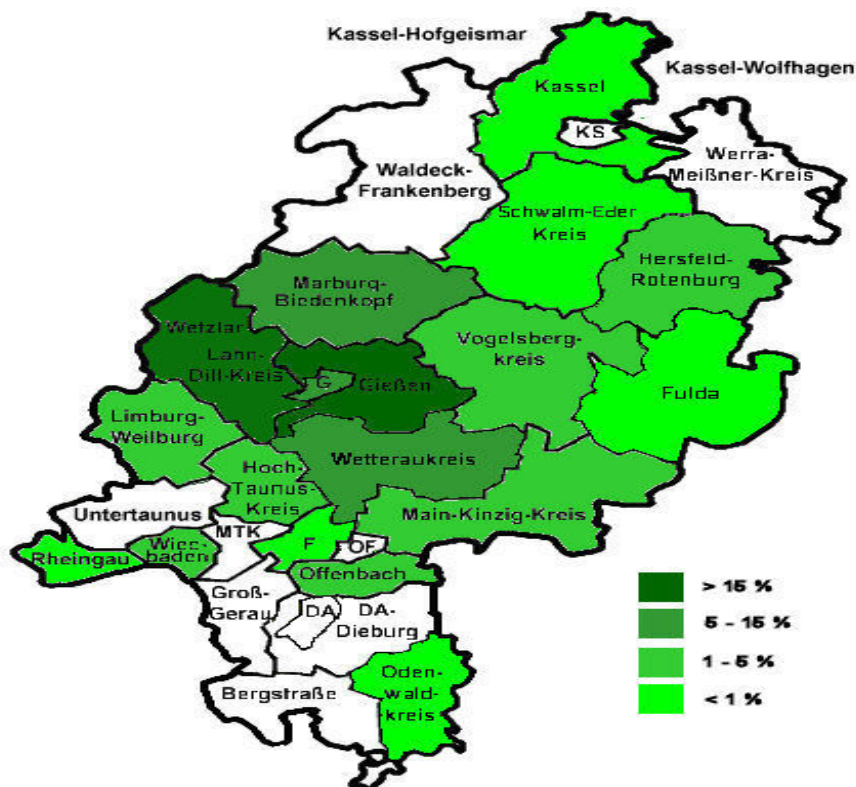 Kassel-Hofgeismar
Kassel-Wolfhagen
Kassel
KS
Werra-
Meißner-Kreis
Waldeck-
Frankenberg
Schwalm-Eder
Kreis
Hersfeld-
Rotenburg
Marburg-
Biedenkopf
Wetzlar
Lahn-
Dill-Kreis
G
Gießen
Vogelsberg-
kreis
Fulda
Limburg-
Weilburg
Wetteraukreis
Hoch-
Taunus-
Kreis
Untertaunus
MTK
Main-Kinzig-Kreis
Rheingau
Wies-
baden
F
OF
Offenbach
Groß-
Gerau
DA
DA-
Dieburg
Bergstraße
Oden-
wald-
kreis
> 15 %
5 - 15 %
1 - 5 %
< 1 %